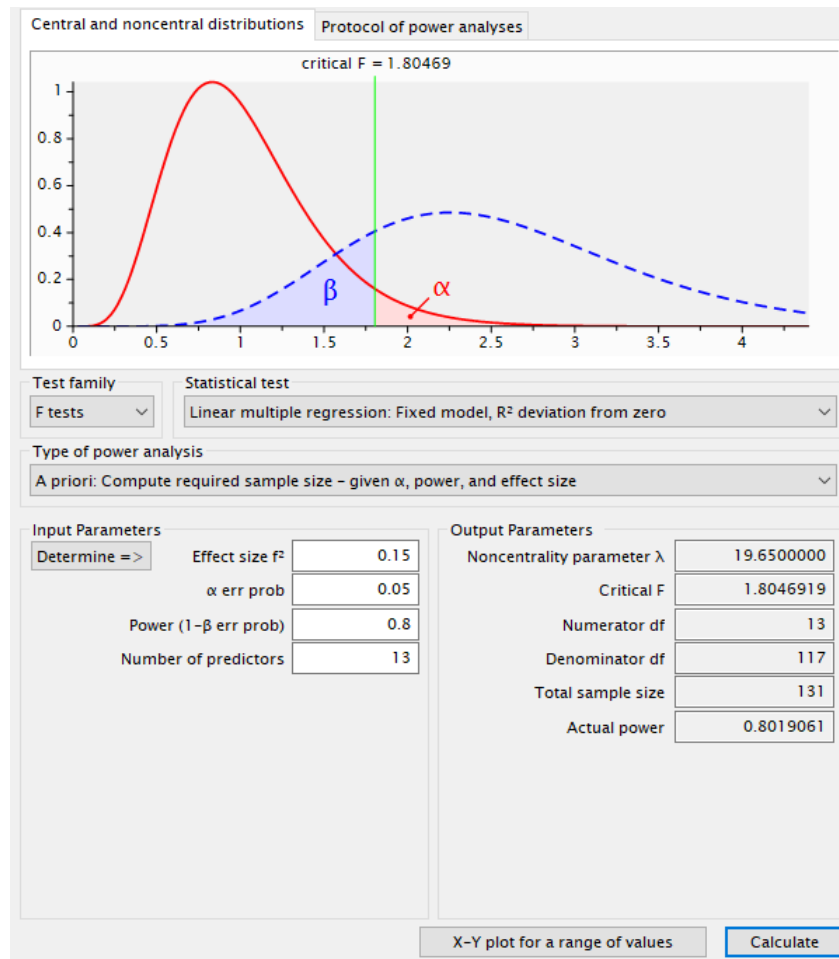 Central and noncentral distributions Protocol of power analyses
critical F = 1.80469
1
0.8
0.6
0.4
0.2
0
β
α
0 0.5 1 1.5 2 2.5 3 3.5 4
Test family Statistical test
F tests Linear multiple regression: Fixed model, R² deviation from zero
Type of power analysis
A priori: Compute required sample size – given α, power, and effect size
Input Parameters Output Parameters
Determine => Effect size f² 0.15 Noncentrality parameter λ 19.6500000
α err prob 0.05 Critical F 1.8046919
Power (1-β err prob) 0.8 Numerator df 13
Number of predictors 13 Denominator df 117
Total sample size 131
Actual power 0.8019061
X-Y plot for a range of values Calculate